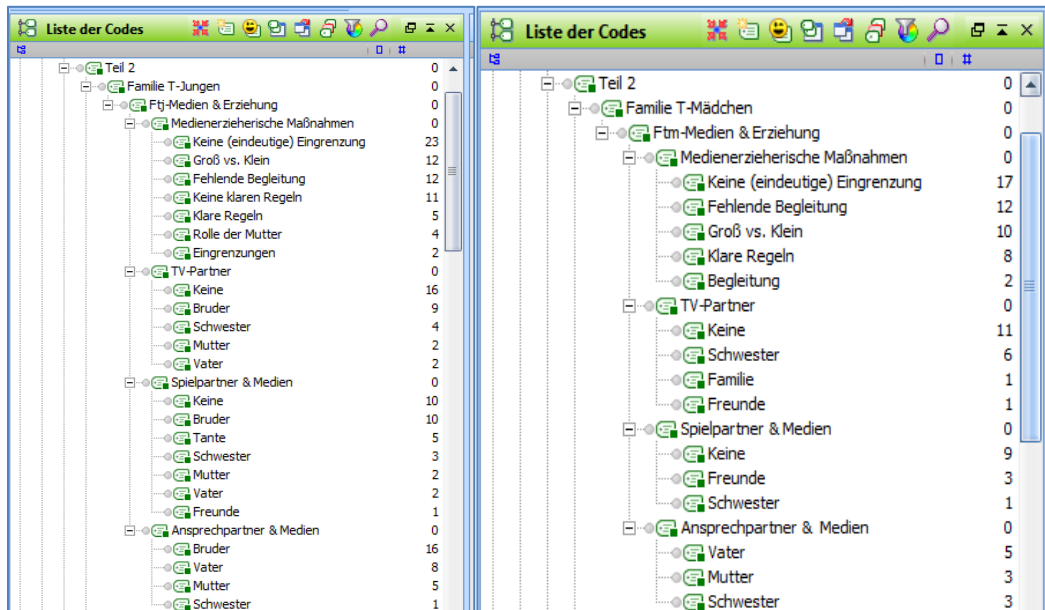 Liste der Codes
#
Teil 2 0
Familie T-Jungen 0
Ftj-Medien & Erziehung 0
Medienerzieherische Maßnahmen 0
Keine (eindeutige) Eingrenzung 23
Groß vs. Klein 12
Fehlende Begleitung 12
Keine klaren Regeln 11
Klare Regeln 5
Rolle der Mutter 4
Eingrenzungen 2
TV-Partner 0
Keine 16
Bruder 9
Schwester 4
Mutter 2
Vater 2
Spielpartner & Medien 0
Keine 10
Bruder 10
Tante 5
Schwester 3
Mutter 2
Vater 2
Freunde 1
Ansprechpartner & Medien 0
Bruder 16
Vater 8
Mutter 5
Schwester 1
Liste der Codes
#
Teil 2 0
Familie T-Mädchen 0
Ftm-Medien & Erziehung 0
Medienerzieherische Maßnahmen 0
Keine (eindeutige) Eingrenzung 17
Fehlende Begleitung 12
Groß vs. Klein 10
Klare Regeln 8
Begleitung 2
TV-Partner 0
Keine 11
Schwester 6
Familie 1
Freunde 1
Spielpartner & Medien 0
Keine 9
Freunde 3
Schwester 1
Ansprechpartner & Medien 0
Vater 5
Mutter 3
Schwester 3